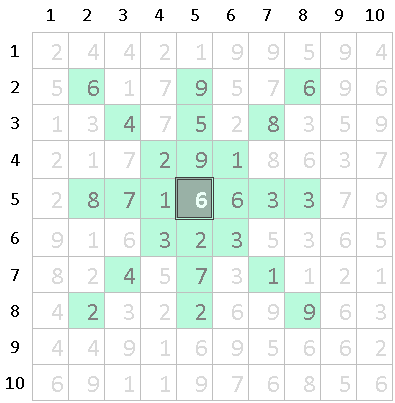 1 2 3 4 5 6 7 8 9 10
1 2 4 4 2 1 9 9 5 9 4
2 5 6 1 7 9 5 7 6 9 6
3 1 3 4 7 5 2 8 3 5 9
4 2 1 7 2 9 1 8 6 3 7
5 2 8 7 1 6 6 3 3 7 9
6 9 1 6 3 2 3 5 3 6 5
7 8 2 4 5 7 3 1 1 2 1
8 4 2 3 2 2 6 9 9 6 3
9 4 4 9 1 6 9 5 6 6 2
10 6 9 1 1 9 7 6 8 5 6